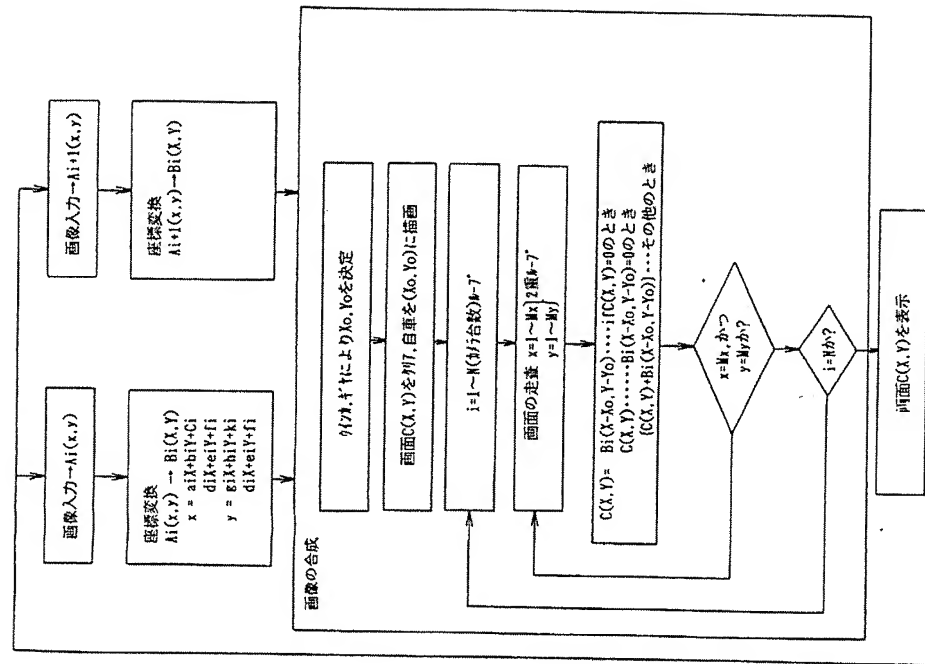 画像入力→Ai(x,y)
座標変換
Ai(x,y) → Bi(X,Y)
x = aiX+biY+Ci
diX+eiY+fi
y = giX+hiY+ki
diX+eiY+fi
画像入力→Ai+1(x,y)
座標変換
Ai+1(x,y)→Bi(X,Y)
画像の合成
ｳｲﾝｶ,ｷﾞﾔによりXo,Yoを決定
画面C(X,Y)をｸﾘｱ,自車を(Xo,Yo)に描画
i=1～N(ｶﾒﾗ台数)ﾙｰﾌﾟ
画面の走査 x=1～Mx}2重ﾙｰﾌﾟ
y=1～My
C(X,Y)= Bi(X-Xo,Y-Yo)････if C(X,Y)=0のとき
C(X,Y)･･････Bi(X-Xo,Y-Yo)=0のとき
{C(X,Y)+Bi(X-Xo,Y-Yo)}･･･その他のとき
x=Mx,かつ
y=Myか?
i=Nか?
画面C(X,Y)を表示